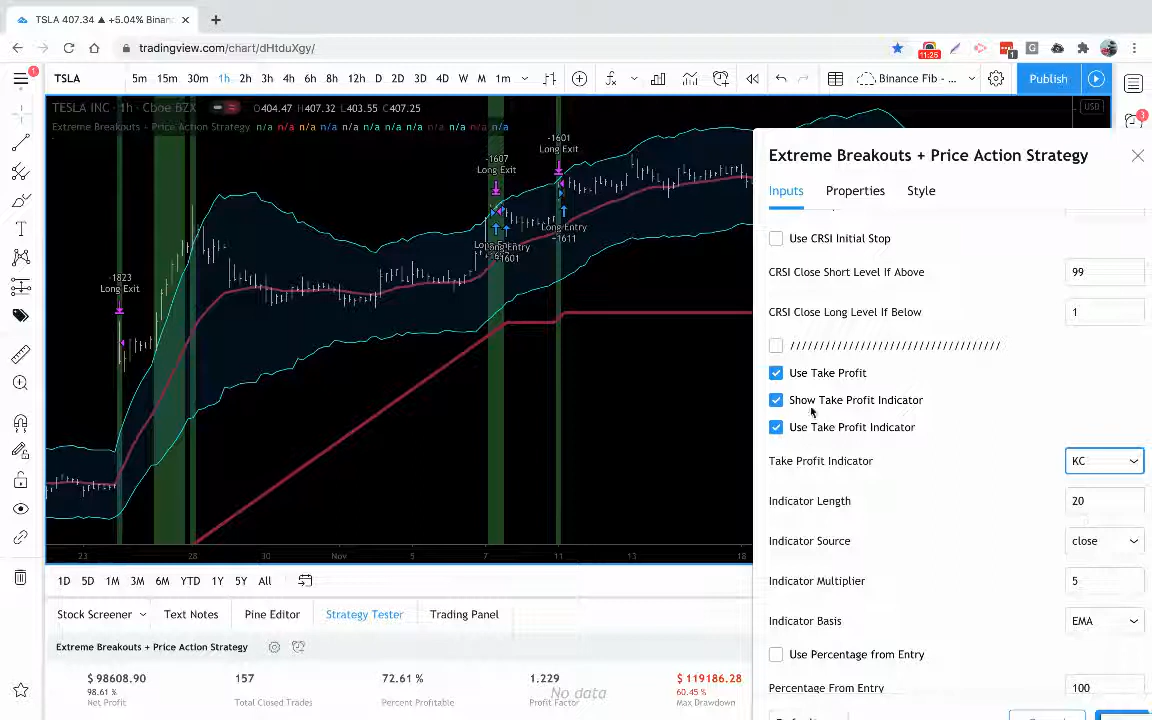 TSLA 407.34 ▲ +5.04% Binan
tradingview.com/chart/dHtduXgy/
11:25
1
1
TSLA
5m 15m 30m 1h 2h 3h 4h 6h 8h 12h D 2D 3D 4D W M 1m
Binance Fib - ...
Publish
3
TESLA INC · 1h · Cboe BZX O404.47 H407.32 L403.55 C407.25
USD
Extreme Breakouts + Price Action Strategy n/a n/a n/a n/a n/a n/a n/a n/a n/a n/a n/a n/a
-1601
Long Exit
-1607
Long Exit
Long Entry
+1611
Long Entry
+1601
-1823
Long Exit
23 28 30 Nov 5 7 11 13 18
1D 5D 1M 3M 6M YTD 1Y 5Y All
Stock Screener Text Notes Pine Editor Strategy Tester Trading Panel
Extreme Breakouts + Price Action Strategy
$ 98608.90 157 72.61 % 1.229 $ 119186.28
98.61 % 60.45 %
Net Profit Total Closed Trades Percent Profitable Profit Factor Max Drawdown
No data
Extreme Breakouts + Price Action Strategy
Inputs Properties Style
Use CRSI Initial Stop
CRSI Close Short Level If Above 99
CRSI Close Long Level If Below 1
///////////////////////////////////
Use Take Profit
Show Take Profit Indicator
Use Take Profit Indicator
Take Profit Indicator KC
Indicator Length 20
Indicator Source close
Indicator Multiplier 5
Indicator Basis EMA
Use Percentage from Entry
Percentage From Entry 100